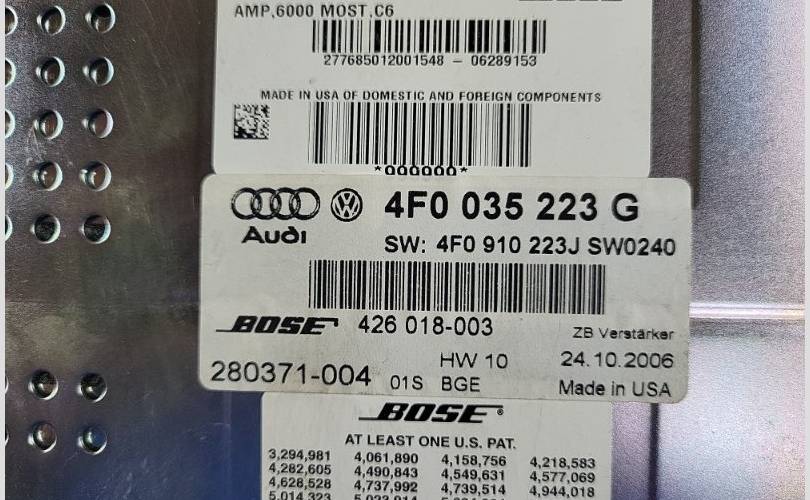 AMP,6000 MOST,C6
277685012001548 - 06289153
MADE IN USA OF DOMESTIC AND FOREIGN COMPONENTS
*000000*
4F0 035 223 G
Audi
SW: 4F0 910 223J SW0240
BOSE 426 018-003
ZB Verstärker
HW 10 24.10.2006
280371-004 01S BGE Made in USA
BOSE®
AT LEAST ONE U.S. PAT.
3,294,981 4,061,890 4,158,756 4,218,583
4,282,605 4,490,843 4,549,631 4,577,069
4,628,528 4,737,992 4,739,514 4,944,018